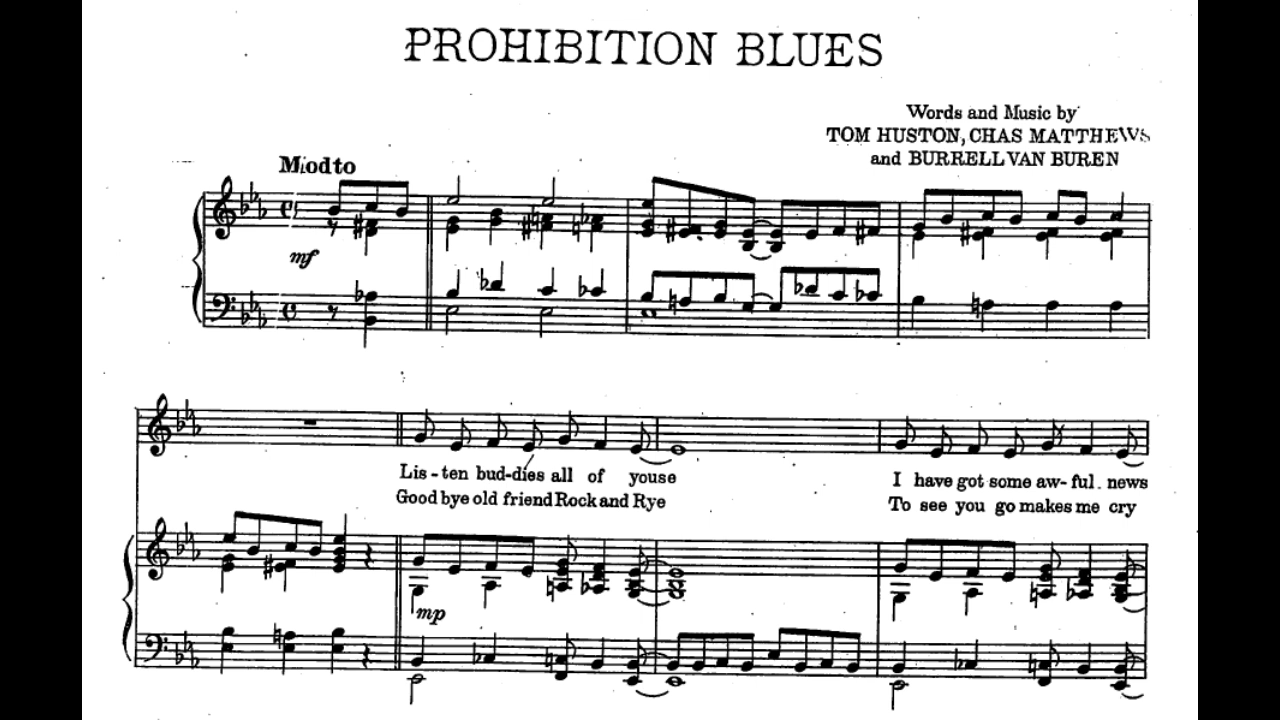 PROHIBITION BLUES
Words and Music by
TOM HUSTON, CHAS MATTHEWS
and BURRELL VAN BUREN
Modto
mf
Lis-ten bud-dies all of youse I have got some aw-ful news
Good bye old friend Rock and Rye To see you go makes me cry
mp